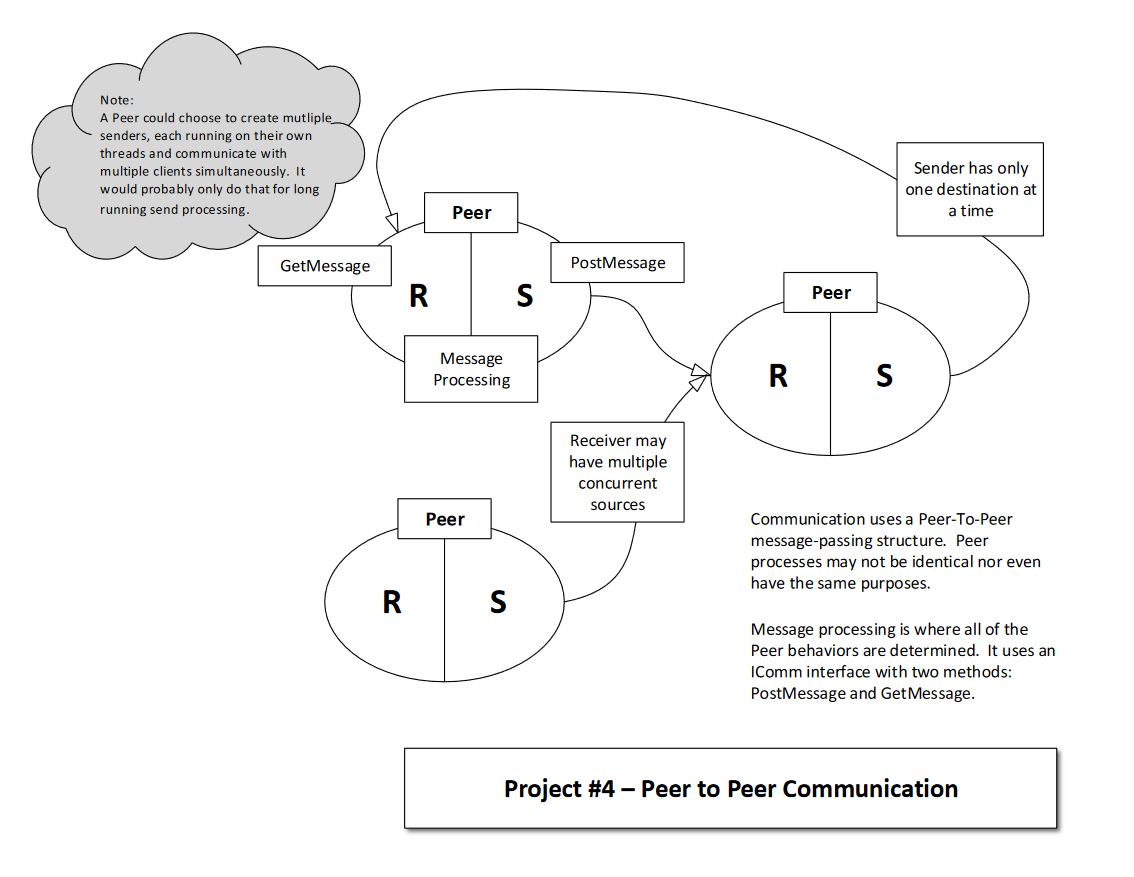 Note:
A Peer could choose to create mutliple
senders, each running on their own
threads and communicate with
multiple clients simultaneously.  It
would probably only do that for long
running send processing.
Sender has only
one destination at
a time
Peer
GetMessage
PostMessage
R
S
Message
Processing
Peer
R
S
Receiver may
have multiple
concurrent
sources
Peer
R
S
Communication uses a Peer-To-Peer
message-passing structure.  Peer
processes may not be identical nor even
have the same purposes.
Message processing is where all of the
Peer behaviors are determined.  It uses an
IComm interface with two methods:
PostMessage and GetMessage.
Project #4 – Peer to Peer Communication